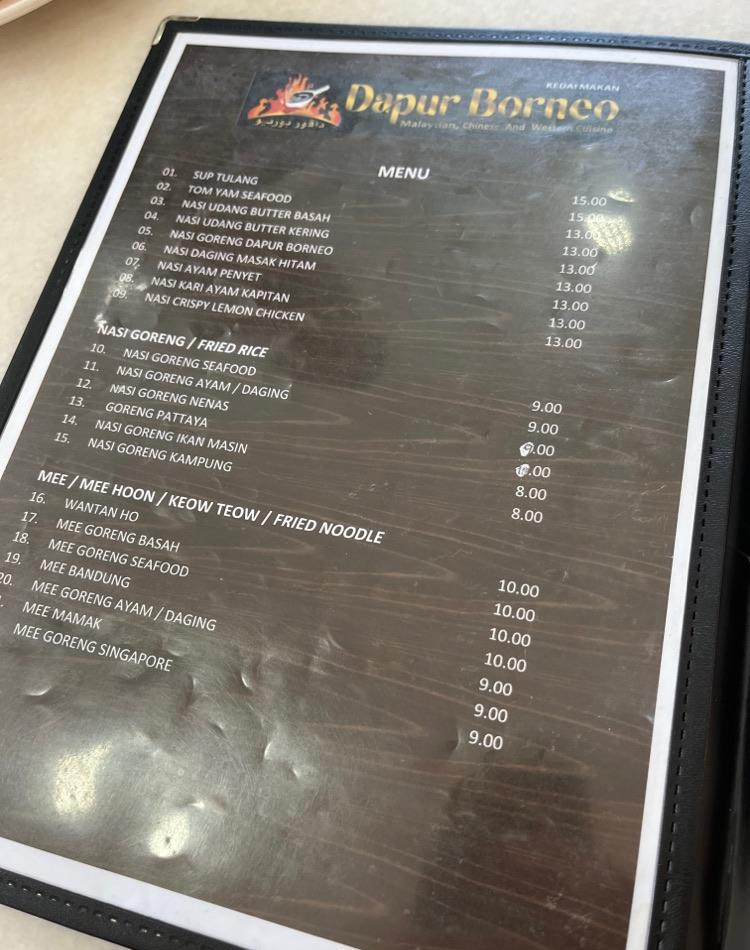 KEDAI MAKAN
Dapur Borneo
داڤور بورنيو
Malaysian, Chinese And Western Cuisine
MENU
01. SUP TULANG 15.00
02. TOM YAM SEAFOOD 15.00
03. NASI UDANG BUTTER BASAH 13.00
04. NASI UDANG BUTTER KERING 13.00
05. NASI GORENG DAPUR BORNEO 13.00
06. NASI DAGING MASAK HITAM 13.00
07. NASI AYAM PENYET 13.00
08. NASI KARI AYAM KAPITAN 13.00
09. NASI CRISPY LEMON CHICKEN 13.00
NASI GORENG / FRIED RICE
10. NASI GORENG SEAFOOD 9.00
11. NASI GORENG AYAM / DAGING 9.00
12. NASI GORENG NENAS .00
13. GORENG PATTAYA .00
14. NASI GORENG IKAN MASIN 8.00
15. NASI GORENG KAMPUNG 8.00
MEE / MEE HOON / KEOW TEOW / FRIED NOODLE
16. WANTAN HO 10.00
17. MEE GORENG BASAH 10.00
18. MEE GORENG SEAFOOD 10.00
19. MEE BANDUNG 10.00
20. MEE GORENG AYAM / DAGING 9.00
MEE MAMAK 9.00
MEE GORENG SINGAPORE 9.00